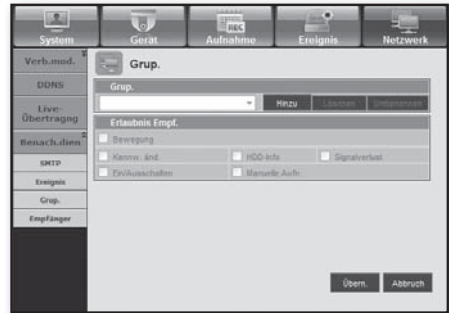 System Gerät Aufnahme Ereignis Netzwerk
Verb.mod.
DDNS
Live-
Übertragng
Benach.dien
SMTP
Ereignis
Grup.
Empfänger
Grup.
Grup.
Hinzu Löschen Umbenennen
Erlaubnis Empf.
Bewegung
Kennw. änd. HDD-Info Signalverlust
Ein/Ausschalten Manuelle Aufn.
Übern. Abbruch